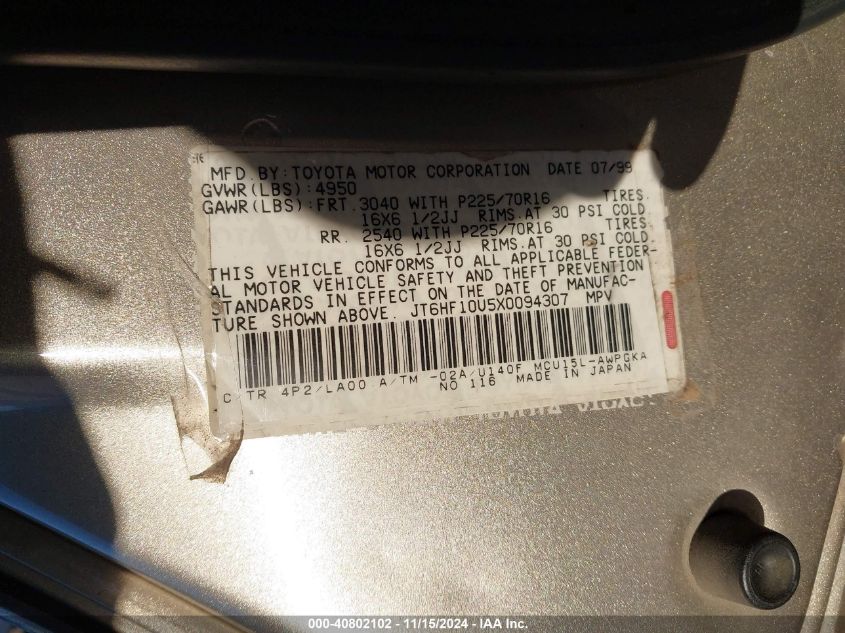 MFD. BY: TOYOTA MOTOR CORPORATION DATE 07/99
GVWR(LBS):4950
GAWR(LBS):FRT. 3040 WITH P225/70R16 TIRES.
16X6 1/2JJ RIMS.AT 30 PSI COLD
RR. 2540 WITH P225/70R16 TIRES.
16X6 1/2JJ RIMS.AT 30 PSI COLD.
THIS VEHICLE CONFORMS TO ALL APPLICABLE FEDER-
AL MOTOR VEHICLE SAFETY AND THEFT PREVENTION
STANDARDS IN EFFECT ON THE DATE OF MANUFAC-
TURE SHOWN ABOVE. JT6HF10U5X0094307 MPV
C/TR 4P2/LA00 A/TM -02A/U140F MCU15L-AWPGKA
NO 116 MADE IN JAPAN
000-40802102 - 11/15/2024 - IAA Inc.